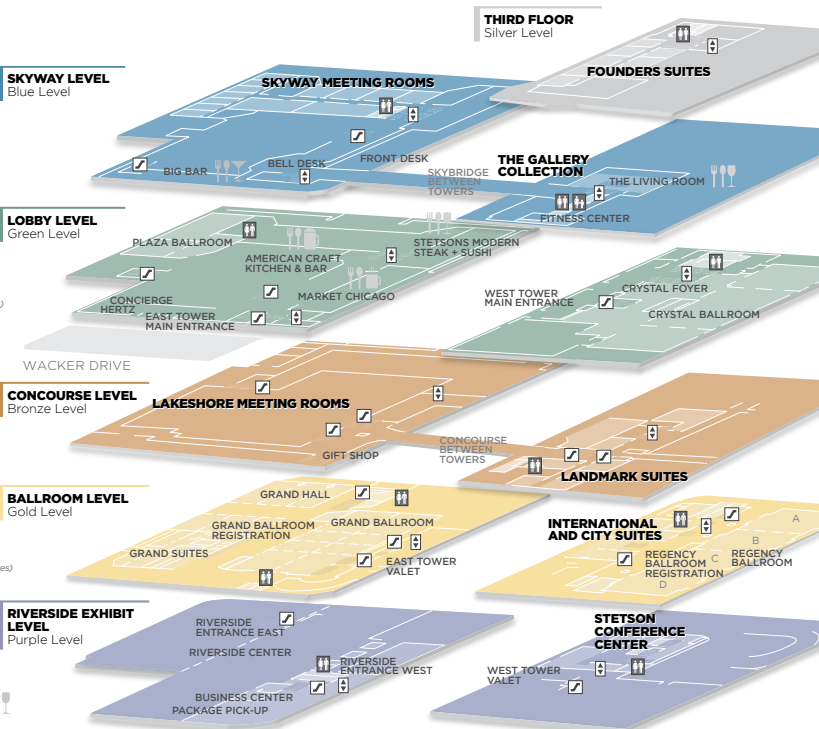 THIRD FLOOR
Silver Level
FOUNDERS SUITES
SKYWAY LEVEL
Blue Level
SKYWAY MEETING ROOMS
BIG BAR
BELL DESK
FRONT DESK
SKYBRIDGE
BETWEEN
TOWERS
THE GALLERY
COLLECTION
THE LIVING ROOM
FITNESS CENTER
LOBBY LEVEL
Green Level
PLAZA BALLROOM
AMERICAN CRAFT
KITCHEN & BAR
STETSONS MODERN
STEAK + SUSHI
MARKET CHICAGO
CONCIERGE
HERTZ
EAST TOWER
MAIN ENTRANCE
WEST TOWER
MAIN ENTRANCE
CRYSTAL FOYER
CRYSTAL BALLROOM
WACKER DRIVE
CONCOURSE LEVEL
Bronze Level
LAKESHORE MEETING ROOMS
GIFT SHOP
CONCOURSE
BETWEEN
TOWERS
LANDMARK SUITES
BALLROOM LEVEL
Gold Level
GRAND HALL
GRAND BALLROOM
REGISTRATION
GRAND BALLROOM
GRAND SUITES
EAST TOWER
VALET
INTERNATIONAL
AND CITY SUITES
A
B
C
D
REGENCY
BALLROOM
REGISTRATION
REGENCY
BALLROOM
es)
RIVERSIDE EXHIBIT
LEVEL
Purple Level
RIVERSIDE
ENTRANCE EAST
RIVERSIDE CENTER
RIVERSIDE
ENTRANCE WEST
BUSINESS CENTER
PACKAGE PICK-UP
STETSON
CONFERENCE
CENTER
WEST TOWER
VALET